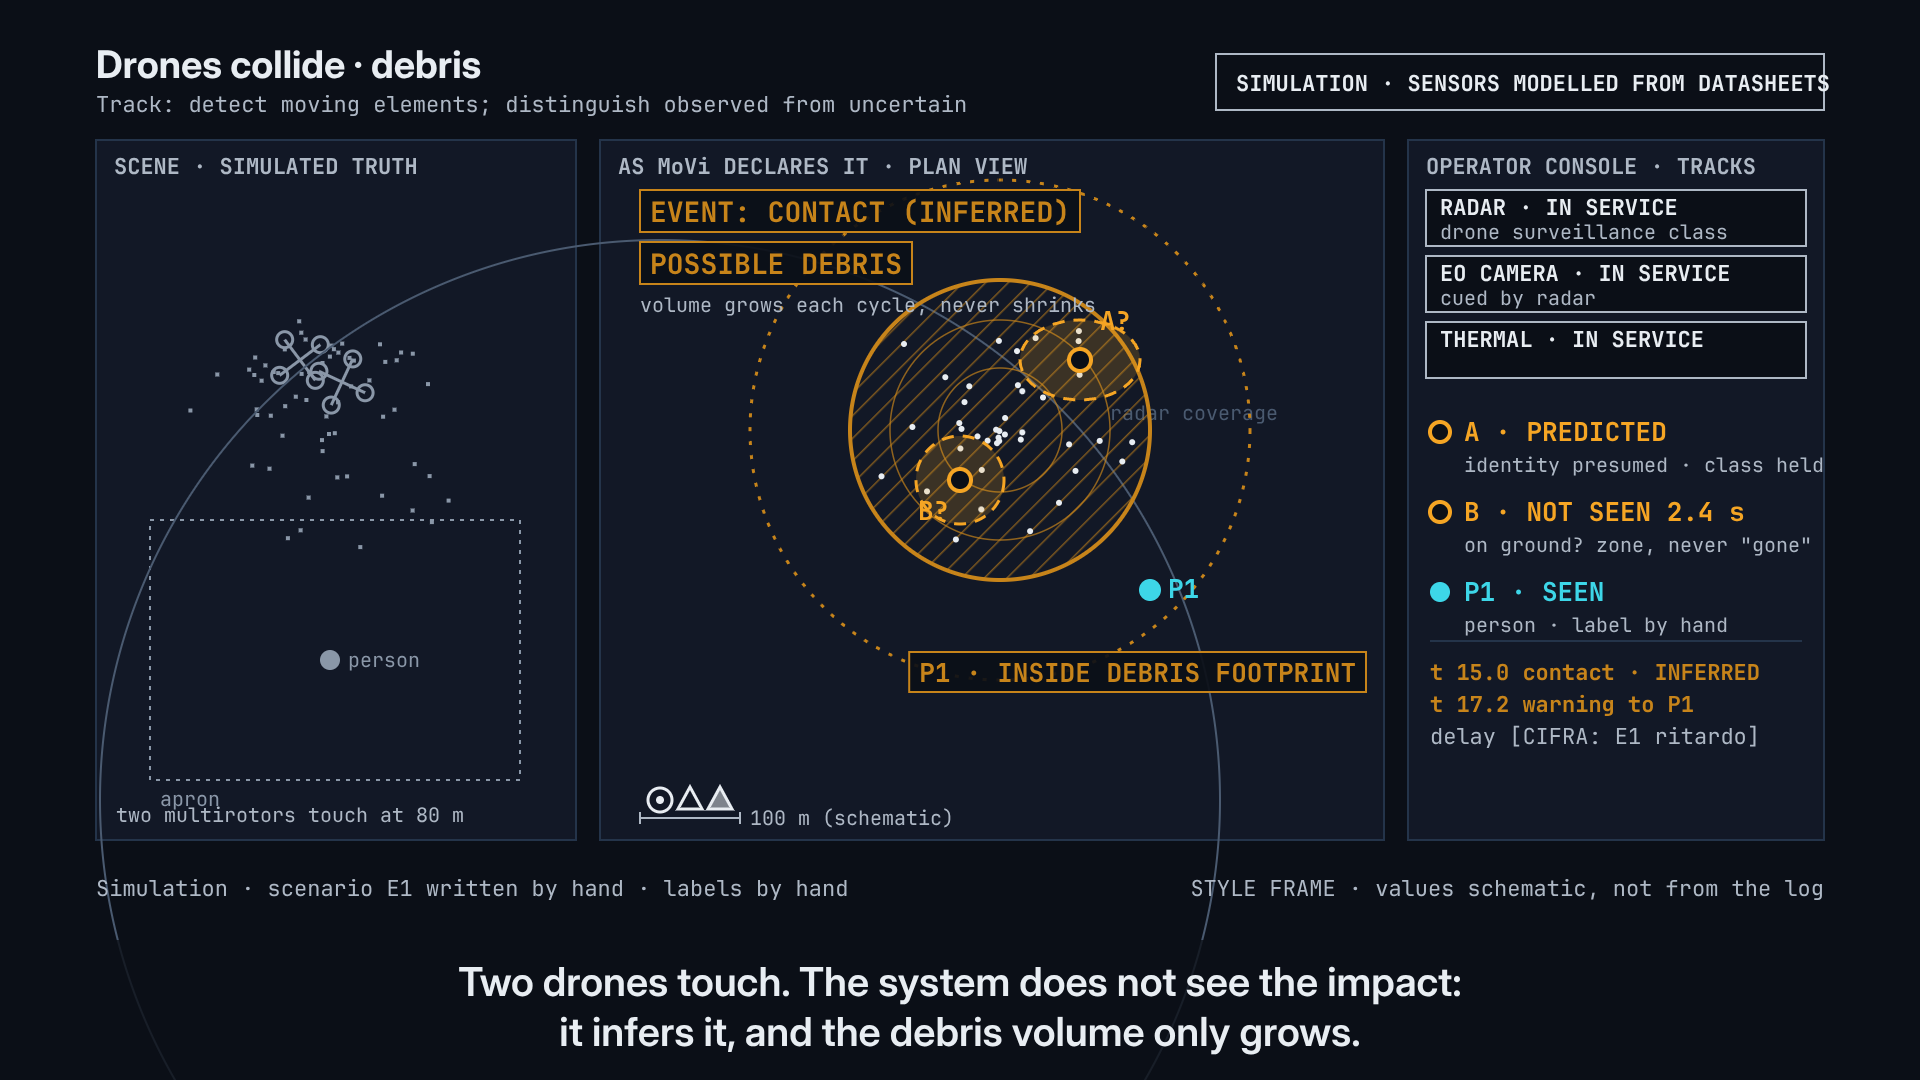 Drones collide · debris
Track: detect moving elements; distinguish observed from uncertain
SIMULATION · SENSORS MODELLED FROM DATASHEETS
SCENE · SIMULATED TRUTH
person
apron
two multirotors touch at 80 m
AS MoVi DECLARES IT · PLAN VIEW
EVENT: CONTACT (INFERRED)
POSSIBLE DEBRIS
volume grows each cycle, never shrinks
A?
radar coverage
B?
P1
P1 · INSIDE DEBRIS FOOTPRINT
100 m (schematic)
OPERATOR CONSOLE · TRACKS
RADAR · IN SERVICE
drone surveillance class
EO CAMERA · IN SERVICE
cued by radar
THERMAL · IN SERVICE
A · PREDICTED
identity presumed · class held
B · NOT SEEN 2.4 s
on ground? zone, never "gone"
P1 · SEEN
person · label by hand
t 15.0 contact · INFERRED
t 17.2 warning to P1
delay [CIFRA: E1 ritardo]
Simulation · scenario E1 written by hand · labels by hand
STYLE FRAME · values schematic, not from the log
Two drones touch. The system does not see the impact:
it infers it, and the debris volume only grows.